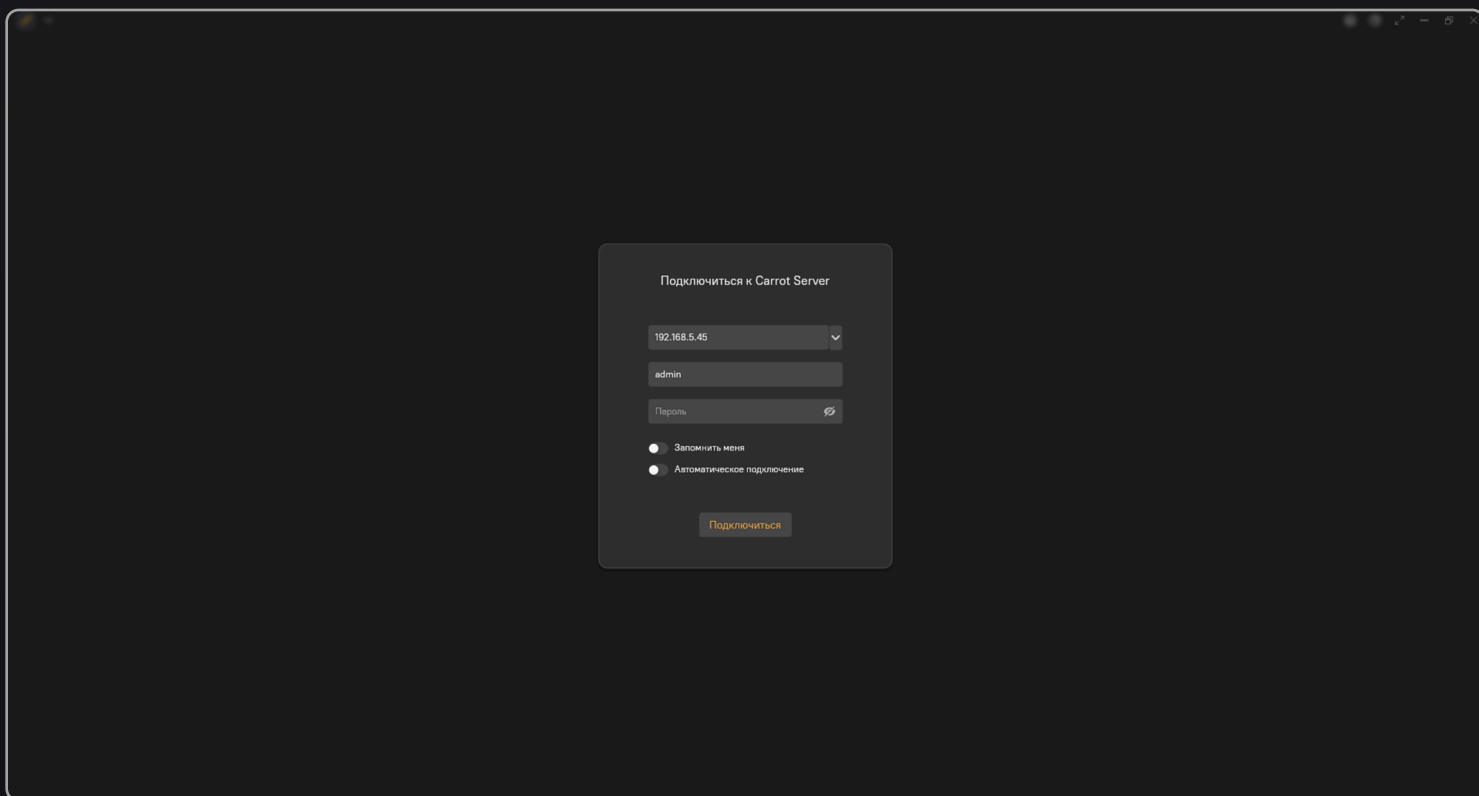 Подключиться к Carrot Server
192.168.5.45
admin
Пароль
Запомнить меня
Автоматическое подключение
Подключиться